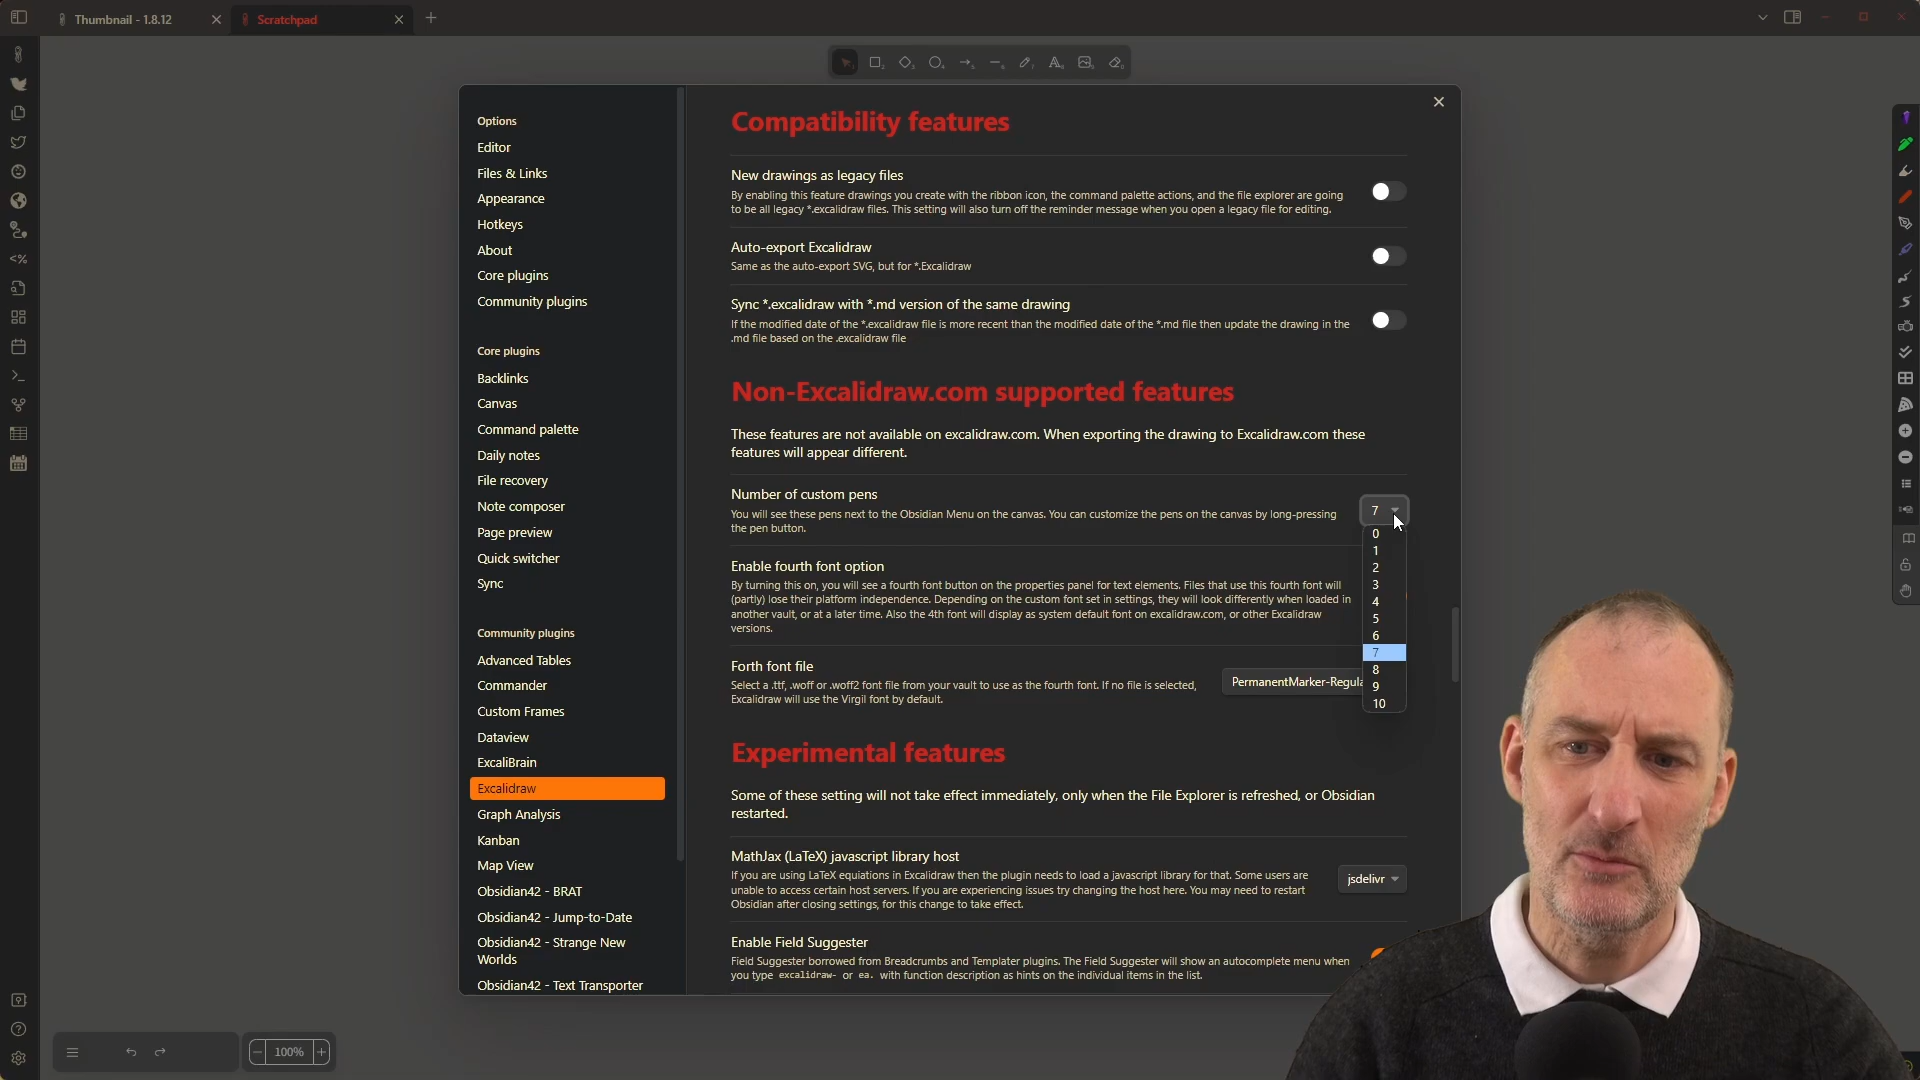 Thumbnail - 1.8.12
Scratchpad
Options
Editor
Files & Links
Appearance
Hotkeys
About
Core plugins
Community plugins
Core plugins
Backlinks
Canvas
Command palette
Daily notes
File recovery
Note composer
Page preview
Quick switcher
Sync
Community plugins
Advanced Tables
Commander
Custom Frames
Dataview
ExcaliBrain
Excalidraw
Graph Analysis
Kanban
Map View
Obsidian42 - BRAT
Obsidian42 - Jump-to-Date
Obsidian42 - Strange New
Worlds
Obsidian42 - Text Transporter
Compatibility features
New drawings as legacy files
By enabling this feature drawings you create with the ribbon icon, the command palette actions, and the file explorer are going
to be all legacy *.excalidraw files. This setting will also turn off the reminder message when you open a legacy file for editing.
Auto-export Excalidraw
Same as the auto-export SVG, but for *.Excalidraw
Sync *.excalidraw with *.md version of the same drawing
If the modified date of the *.excalidraw file is more recent than the modified date of the *.md file then update the drawing in the
.md file based on the .excalidraw file
Non-Excalidraw.com supported features
These features are not available on excalidraw.com. When exporting the drawing to Excalidraw.com these
features will appear different.
Number of custom pens
You will see these pens next to the Obsidian Menu on the canvas. You can customize the pens on the canvas by long-pressing
the pen button.
7
0
1
2
3
4
5
6
7
8
9
10
Enable fourth font option
By turning this on, you will see a fourth font button on the properties panel for text elements. Files that use this fourth font will
(partly) lose their platform independence. Depending on the custom font set in settings, they will look differently when loaded in
another vault, or at a later time. Also the 4th font will display as system default font on excalidraw.com, or other Excalidraw
versions.
Forth font file
Select a .ttf, .woff or .woff2 font file from your vault to use as the fourth font. If no file is selected,
Excalidraw will use the Virgil font by default.
PermanentMarker-Regula
Experimental features
Some of these setting will not take effect immediately, only when the File Explorer is refreshed, or Obsidian
restarted.
MathJax (LaTeX) javascript library host
If you are using LaTeX equiations in Excalidraw then the plugin needs to load a javascript library for that. Some users are
unable to access certain host servers. If you are experiencing issues try changing the host here. You may need to restart
Obsidian after closing settings, for this change to take effect.
jsdelivr
Enable Field Suggester
Field Suggester borrowed from Breadcrumbs and Templater plugins. The Field Suggester will show an autocomplete menu when
you type excalidraw- or ea. with function description as hints on the individual items in the list.
100%